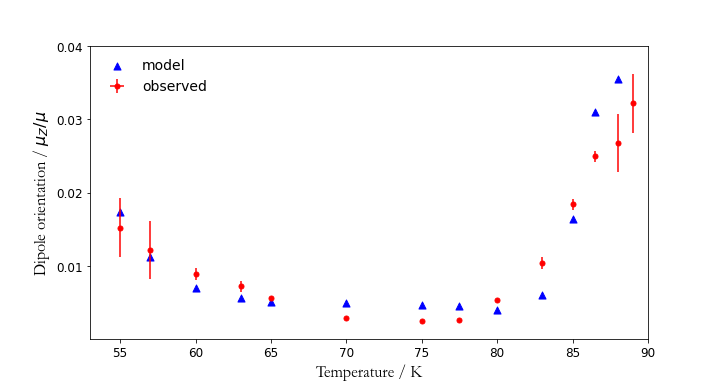 model
observed
0.04
0.03
0.02
0.01
Dipole orientation / μZ/μ
55 60 65 70 75 80 85 90
Temperature / K